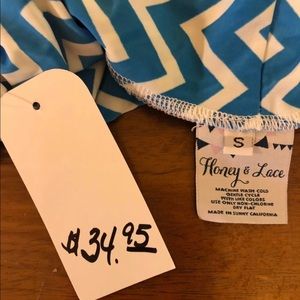 S
Honey & Lace
MACHINE WASH COLD
GENTLE CYCLE
WITH LIKE COLORS
USE ONLY NON-CHLORINE
DRY FLAT
MADE IN SUNNY CALIFORNIA
$34.95